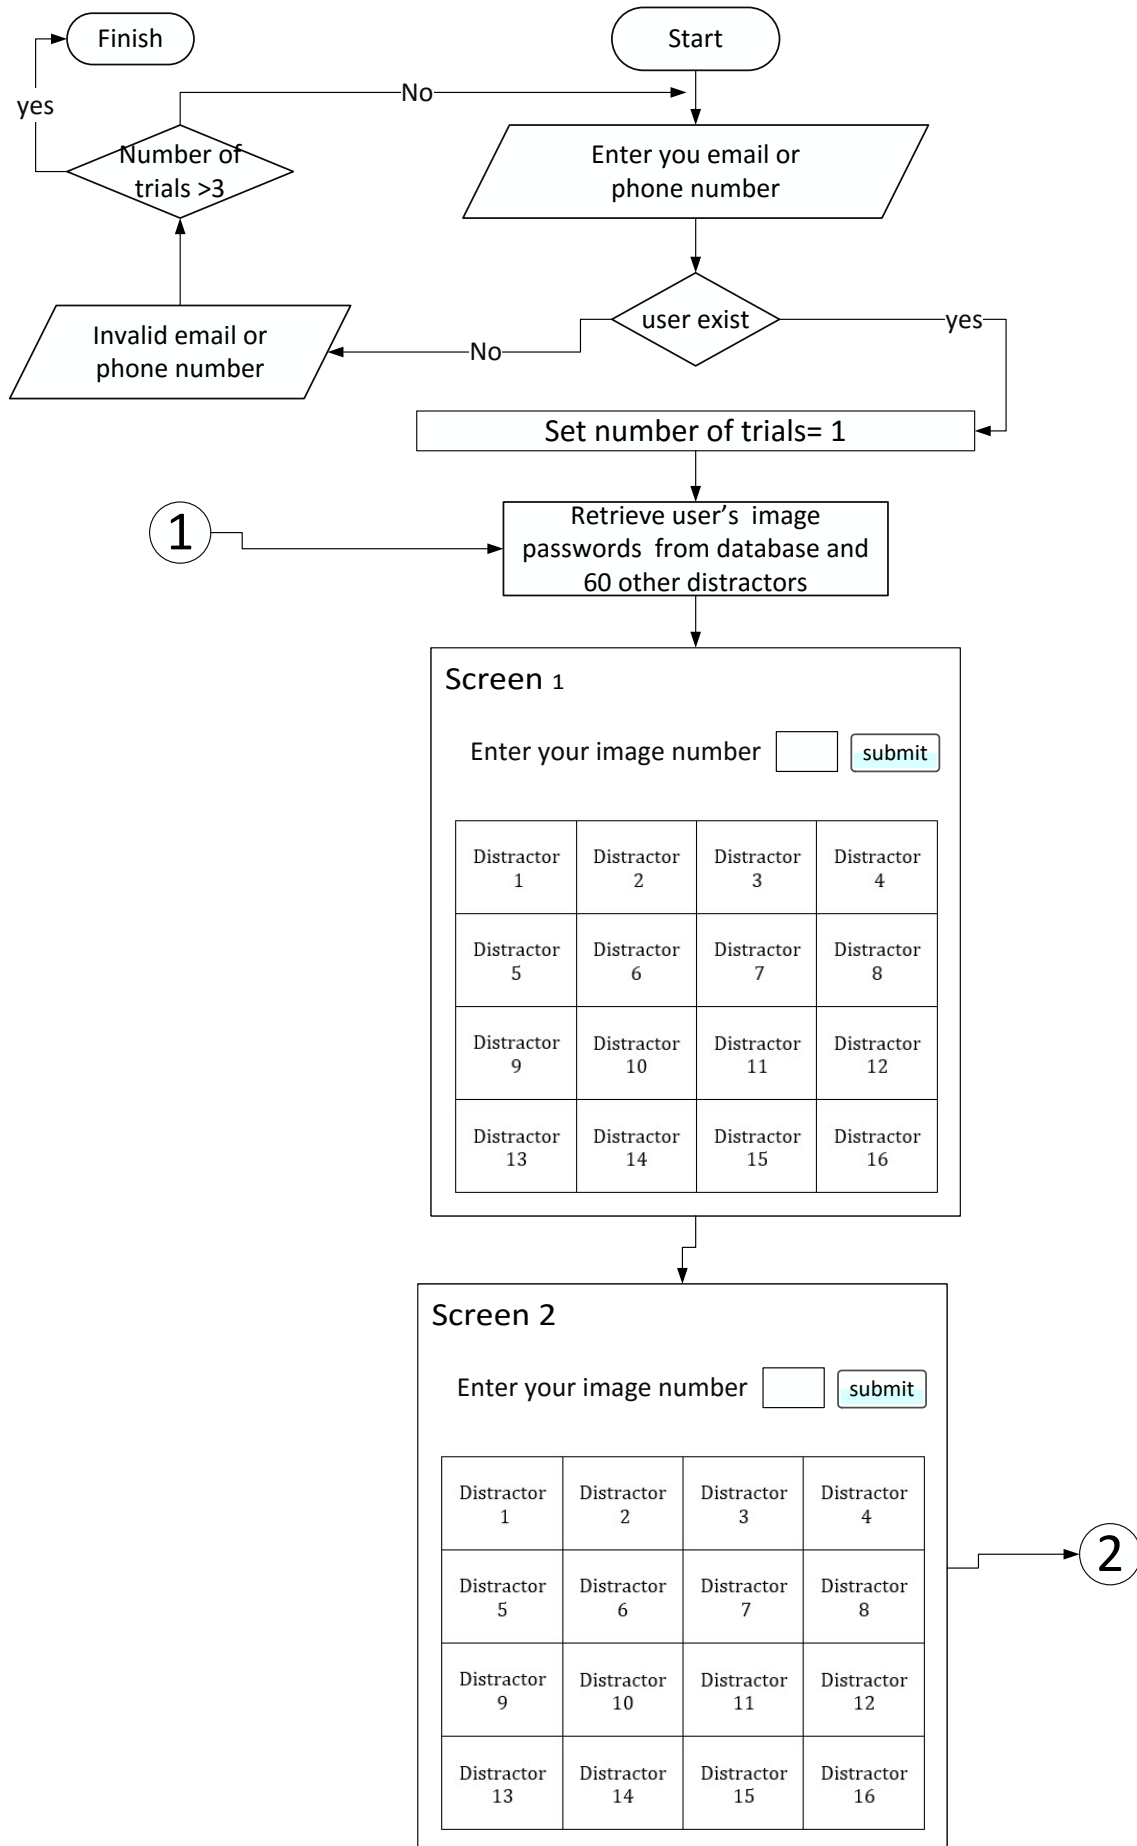 Finish
Start
yes
No
Number of
trials >3
Enter you email or
phone number
user exist
yes
Invalid email or
phone number
No
Set number of trials= 1
1
Retrieve user's image
passwords from database and
60 other distractors
Screen 1
Enter your image number submit
Distractor Distractor Distractor Distractor
1 2 3 4
Distractor Distractor Distractor Distractor
5 6 7 8
Distractor Distractor Distractor Distractor
9 10 11 12
Distractor Distractor Distractor Distractor
13 14 15 16
Screen 2
Enter your image number submit
Distractor Distractor Distractor Distractor
1 2 3 4
2
Distractor Distractor Distractor Distractor
5 6 7 8
Distractor Distractor Distractor Distractor
9 10 11 12
Distractor Distractor Distractor Distractor
13 14 15 16